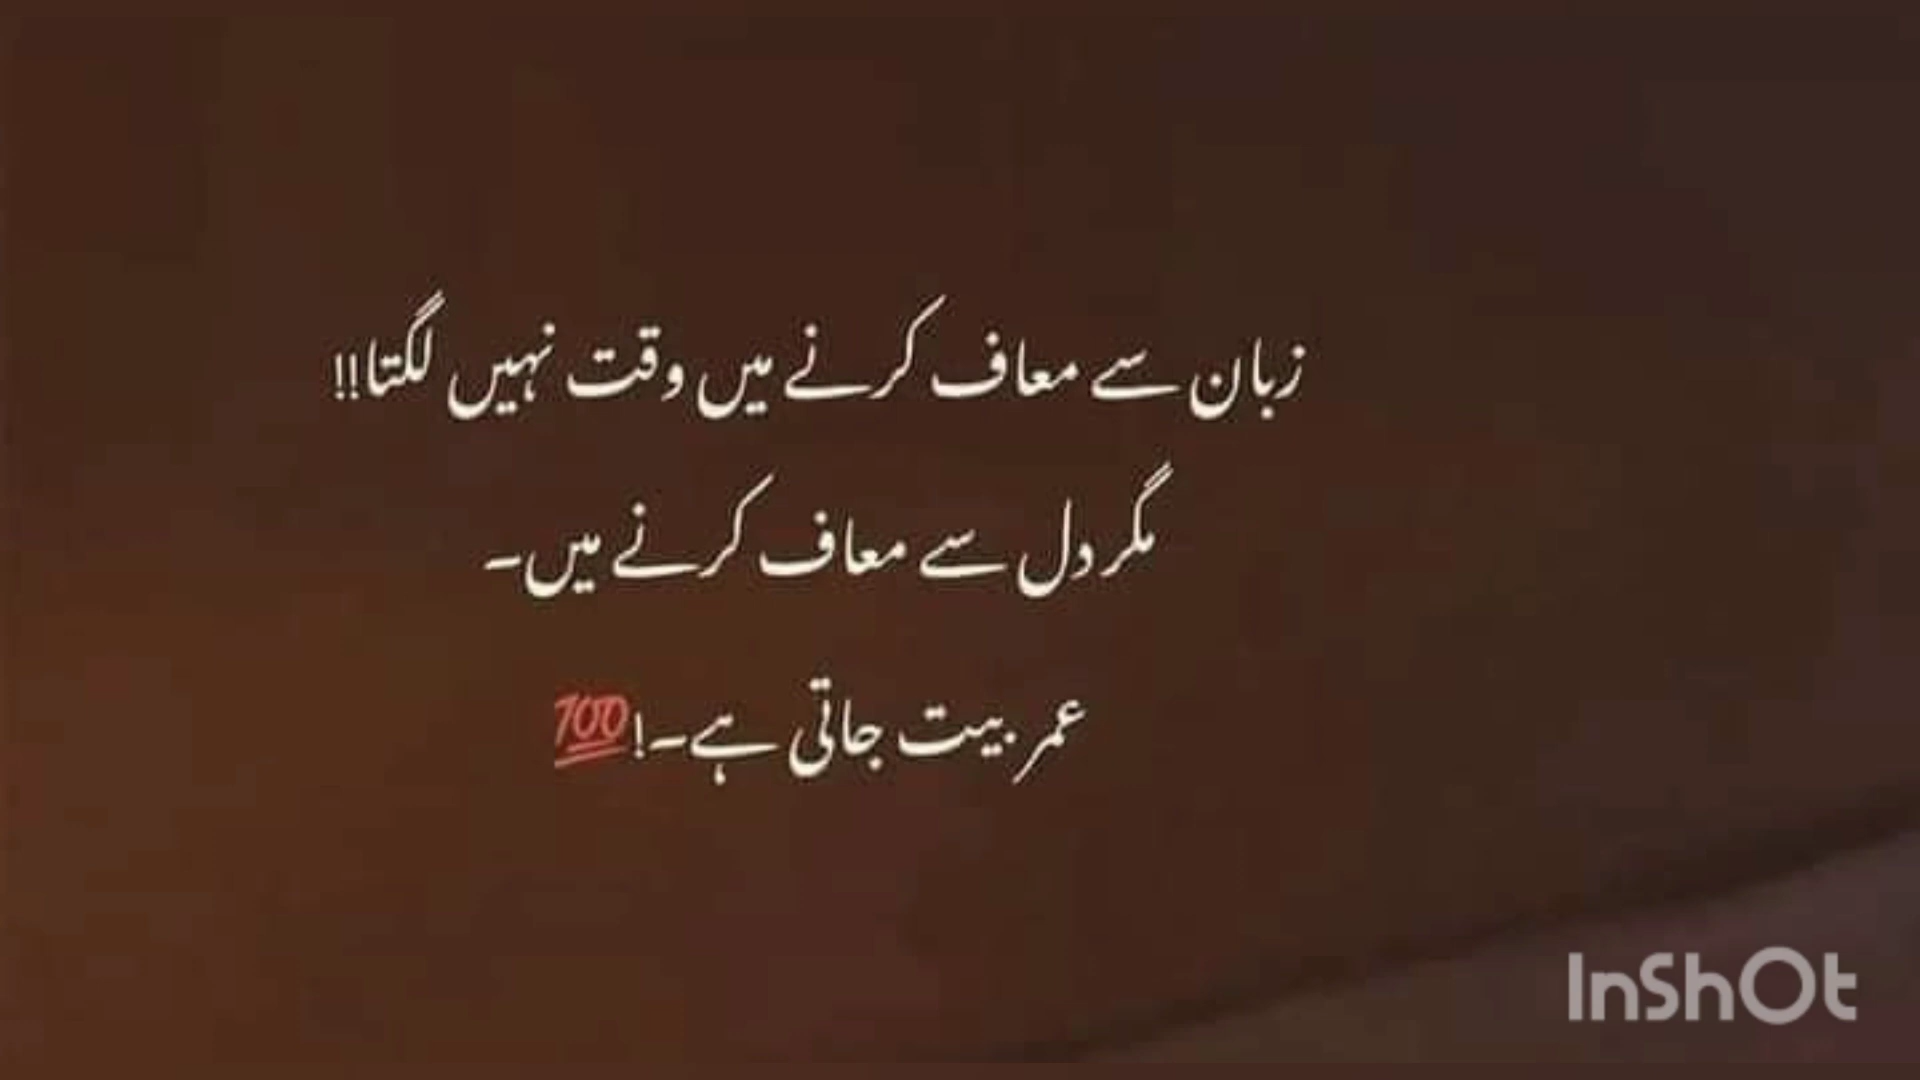 زبان سے معاف کرنے میں وقت نہیں لگتا!!
مگر دل سے معاف کرنے میں۔
عمر بیت جاتی ہے۔!💯
InShOt